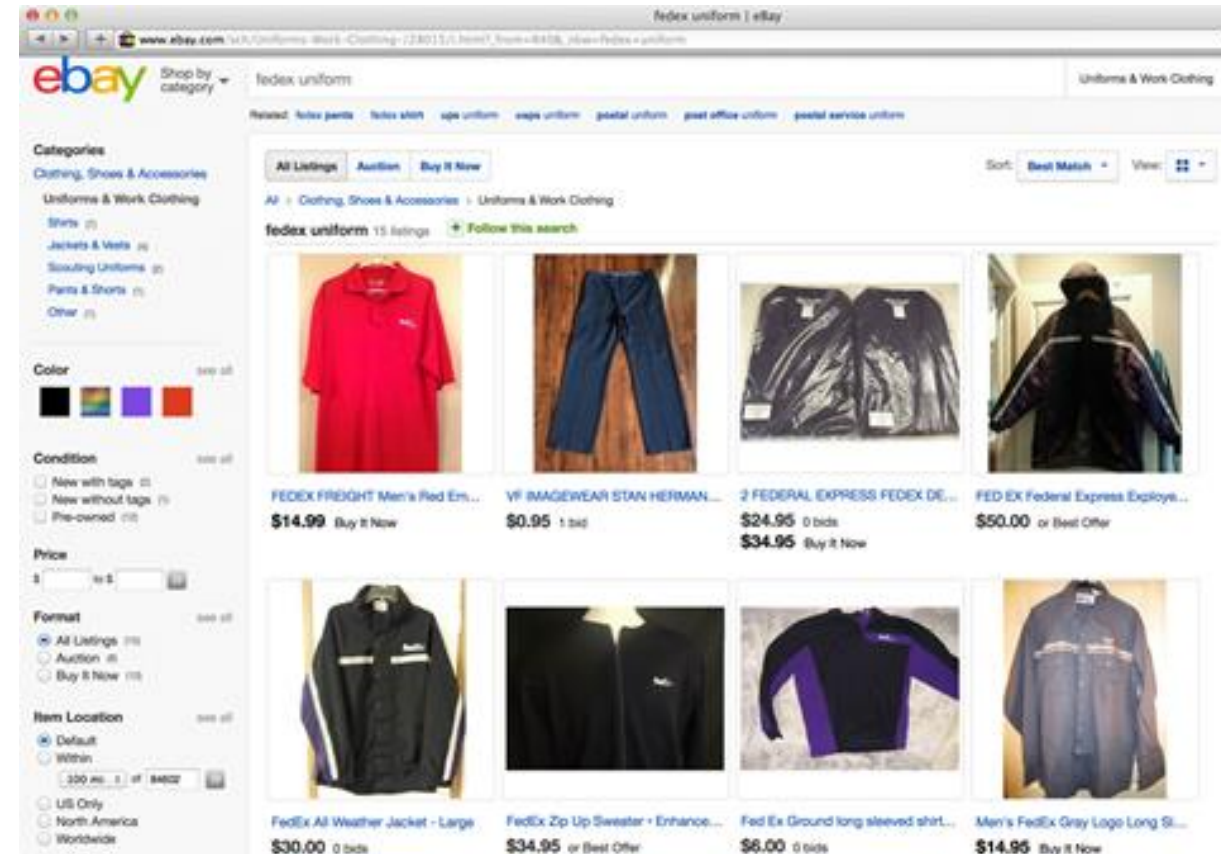 fedex uniform | eBay
www.ebay.com
ebay
Shop by category
fedex uniform
Uniforms & Work Clothing
Related: fedex pants fedex shirt ups uniform usps uniform postal uniform post office uniform postal service uniform
Categories
Clothing, Shoes & Accessories
Uniforms & Work Clothing
Shirts
Jackets & Vests
Scouting Uniforms
Pants & Shorts
Other
Color see all
Condition see all
New with tags
New without tags
Pre-owned
Price
$ to $
Format see all
All Listings
Auction
Buy It Now
Item Location see all
Default
Within
100 mi. of 84602
US Only
North America
Worldwide
All Listings Auction Buy It Now
Sort: Best Match View:
All > Clothing, Shoes & Accessories > Uniforms & Work Clothing
fedex uniform 15 listings + Follow this search
FEDEX FREIGHT Men's Red Em...
$14.99 Buy It Now
VF IMAGEWEAR STAN HERMAN...
$0.95 1 bid
2 FEDERAL EXPRESS FEDEX DE...
$24.95 0 bids
$34.95 Buy It Now
FED EX Federal Express Exploye...
$50.00 or Best Offer
FedEx All Weather Jacket - Large
$30.00 0 bids
FedEx Zip Up Sweater - Enhance...
$34.95 or Best Offer
Fed Ex Ground long sleeved shirt...
$6.00 0 bids
Men's FedEx Gray Logo Long Sl...
$14.95 Buy It Now